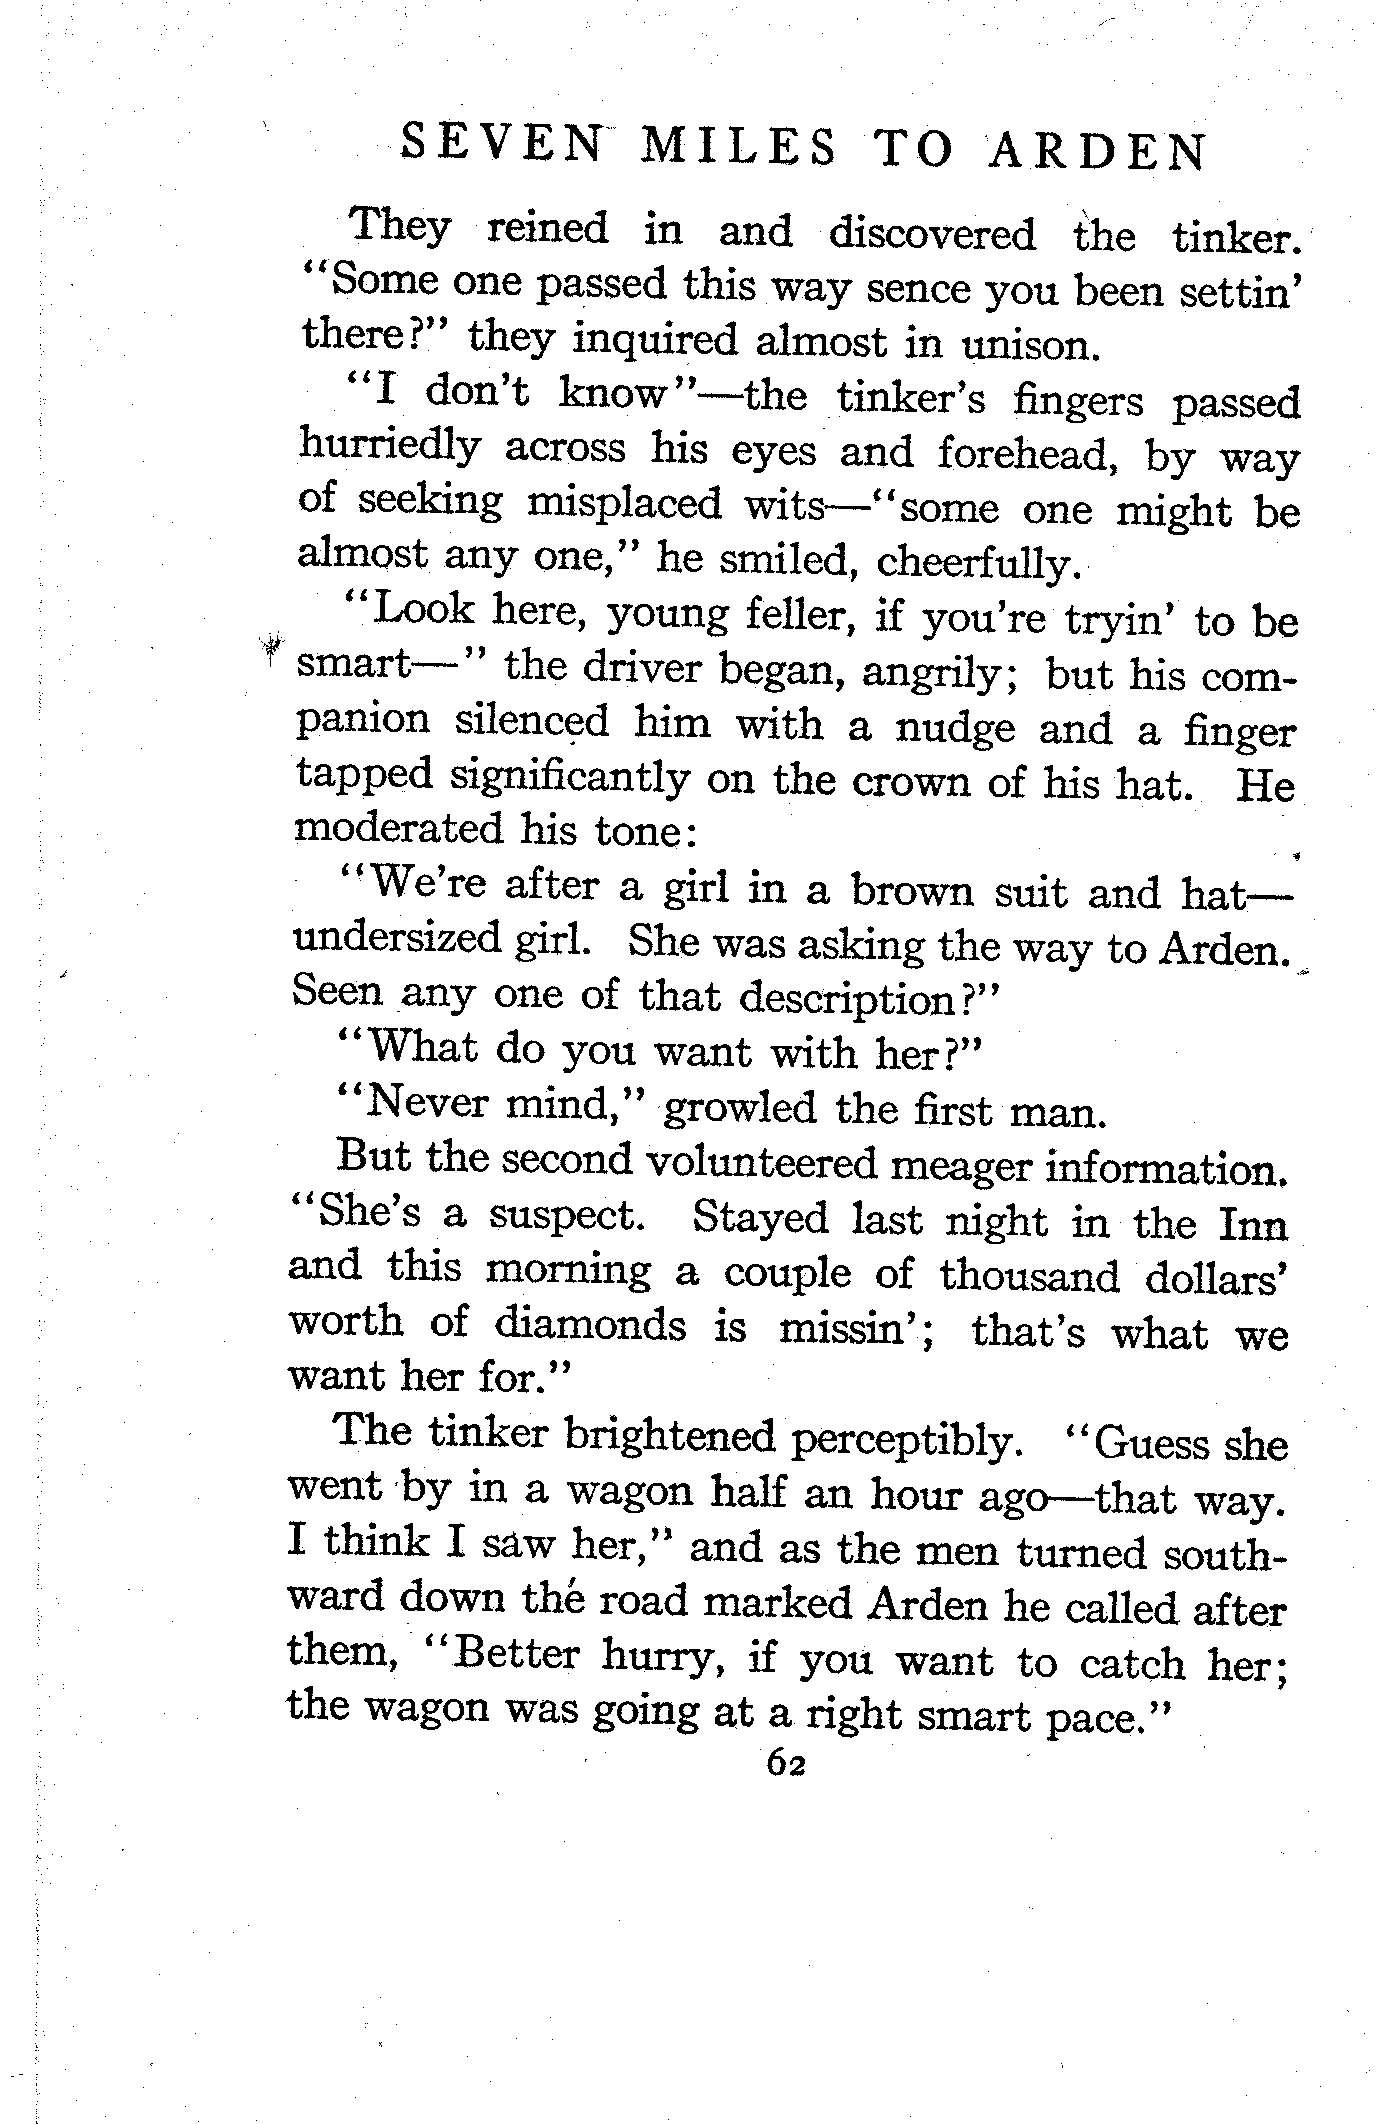 SEVEN MILES TO ARDEN
They reined in and discovered the tinker.
“Some one passed this way sence you been settin’
there?” they inquired almost in unison.
“I don’t know”—the tinker’s fingers passed
hurriedly across his eyes and forehead, by way
of seeking misplaced wits—“some one might be
almost any one,” he smiled, cheerfully.
“Look here, young feller, if you’re tryin’ to be
smart—” the driver began, angrily; but his com-
panion silenced him with a nudge and a finger
tapped significantly on the crown of his hat. He
moderated his tone:
“We’re after a girl in a brown suit and hat—
undersized girl. She was asking the way to Arden.
Seen any one of that description?”
“What do you want with her?”
“Never mind,” growled the first man.
But the second volunteered meager information.
“She’s a suspect. Stayed last night in the Inn
and this morning a couple of thousand dollars’
worth of diamonds is missin’; that’s what we
want her for.”
The tinker brightened perceptibly. “Guess she
went by in a wagon half an hour ago—that way.
I think I saw her,” and as the men turned south-
ward down the road marked Arden he called after
them, “Better hurry, if you want to catch her;
the wagon was going at a right smart pace.”
62